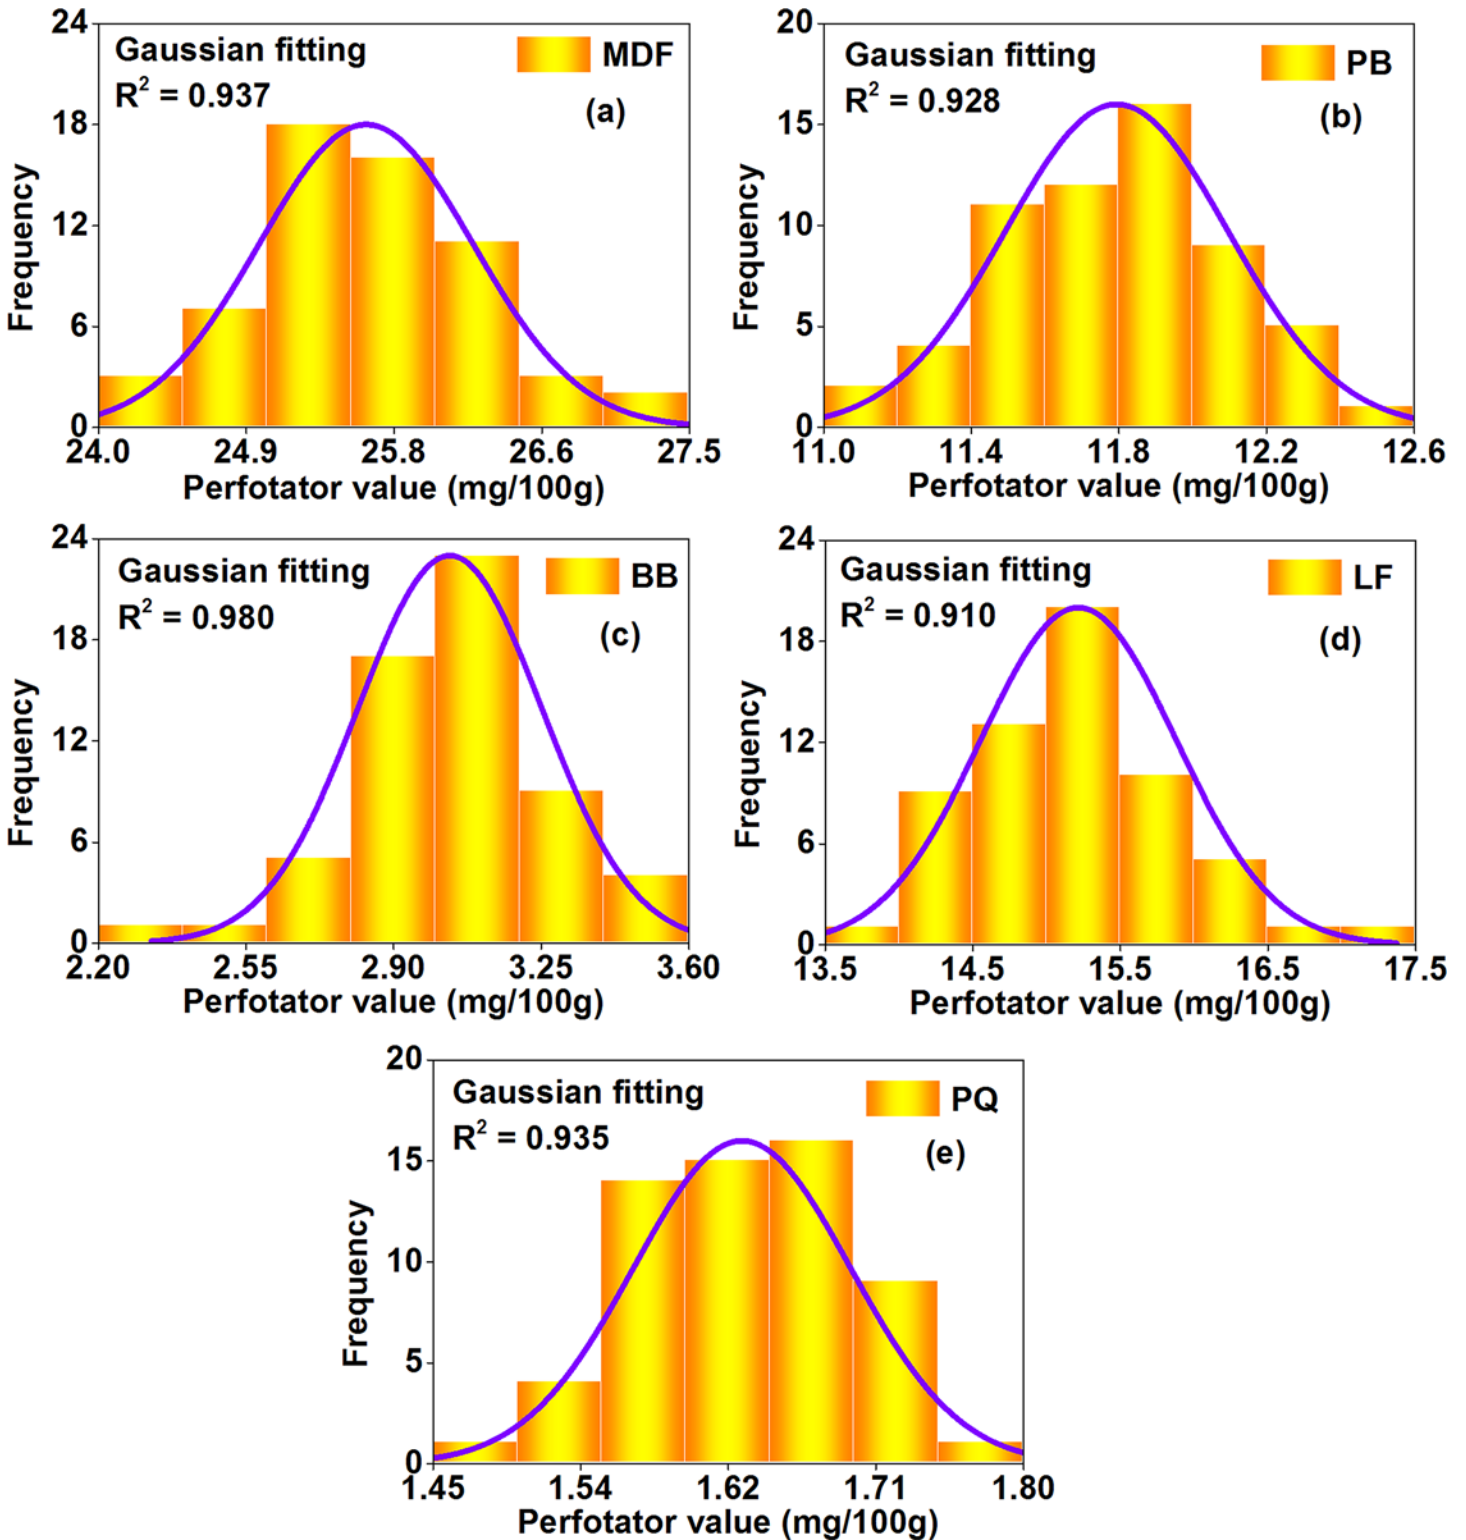 24
18
12
6
0
Frequency
Gaussian fitting
R² = 0.937
MDF
(a)
24.0 24.9 25.8 26.6 27.5
Perfotator value (mg/100g)
20
15
10
5
0
Frequency
Gaussian fitting
R² = 0.928
PB
(b)
11.0 11.4 11.8 12.2 12.6
Perfotator value (mg/100g)
24
18
12
6
0
Frequency
Gaussian fitting
R² = 0.980
BB
(c)
2.20 2.55 2.90 3.25 3.60
Perfotator value (mg/100g)
24
18
12
6
0
Frequency
Gaussian fitting
R² = 0.910
LF
(d)
13.5 14.5 15.5 16.5 17.5
Perfotator value (mg/100g)
20
15
10
5
0
Frequency
Gaussian fitting
R² = 0.935
PQ
(e)
1.45 1.54 1.62 1.71 1.80
Perfotator value (mg/100g)